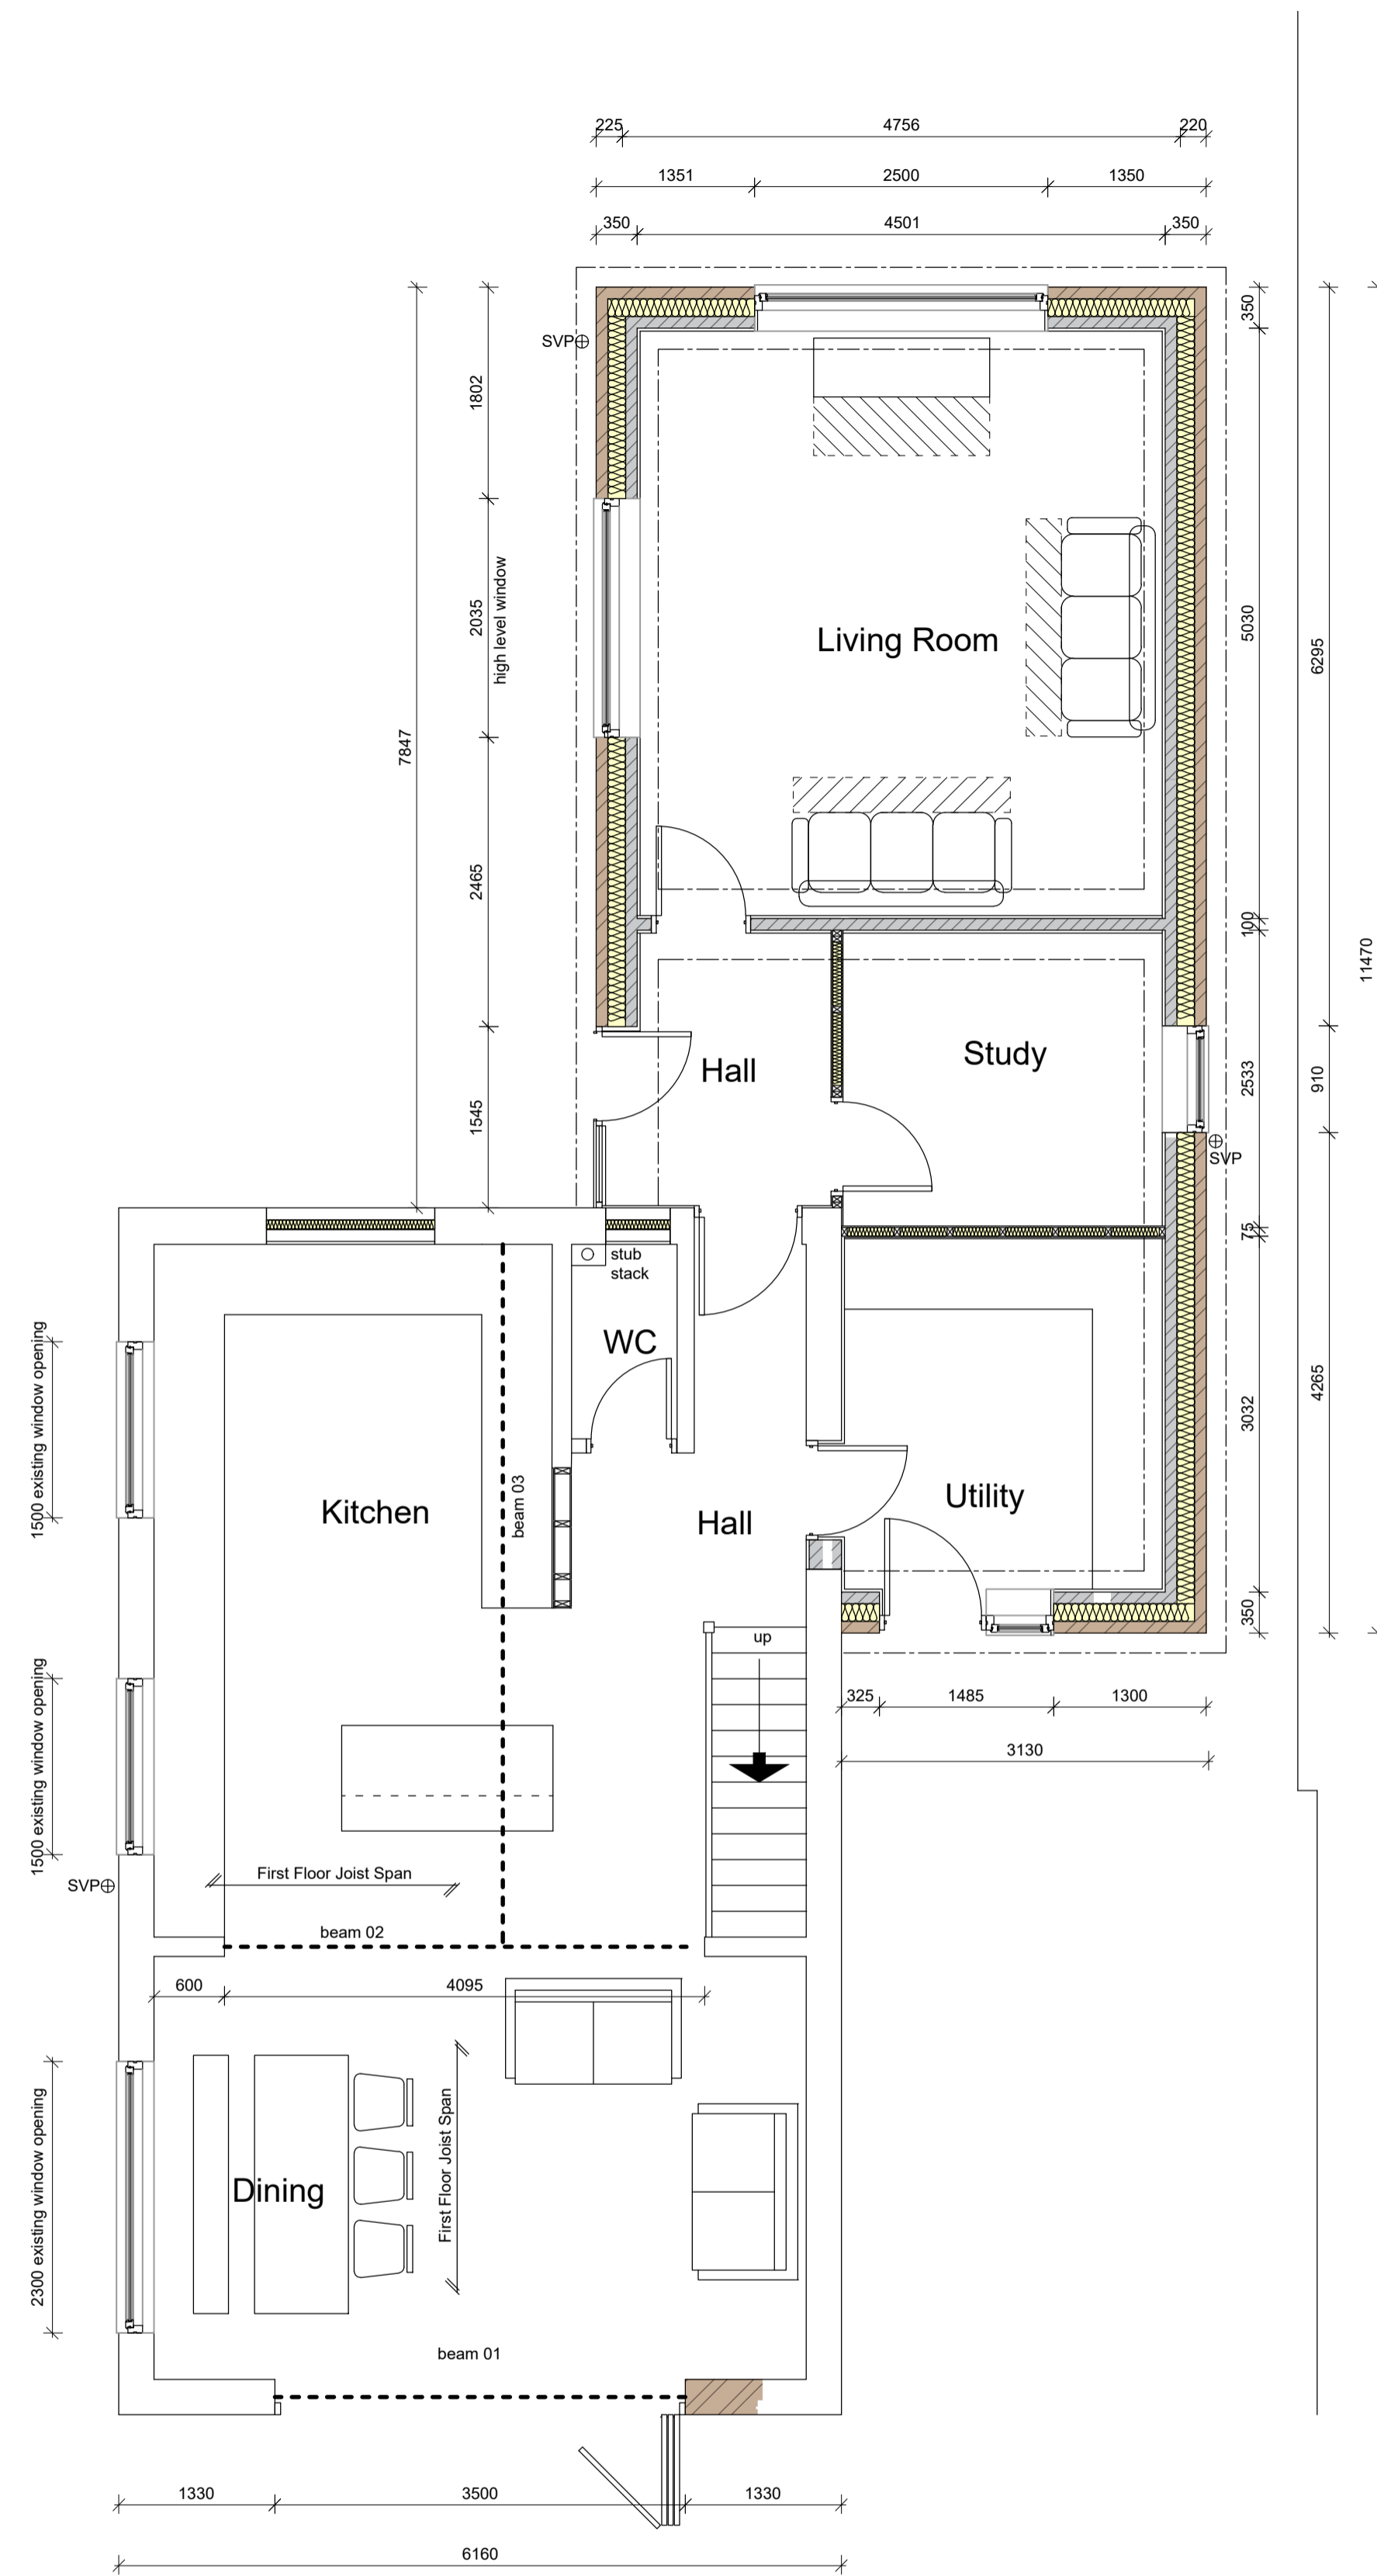 225 4756 220
1351 2500 1350
350 4501 350
SVP
350
1802
7847
2035
high level window
2465
1545
Living Room
5030
6295
100
11470
Hall
Study
2533
910
SVP
75
stub
stack
WC
1500 existing window opening
Kitchen
beam 03
Hall
Utility
3032
4265
350
up
325 1485 1300
3130
1500 existing window opening
SVP
First Floor Joist Span
beam 02
600 4095
2300 existing window opening
Dining
First Floor Joist Span
beam 01
1330 3500 1330
6160